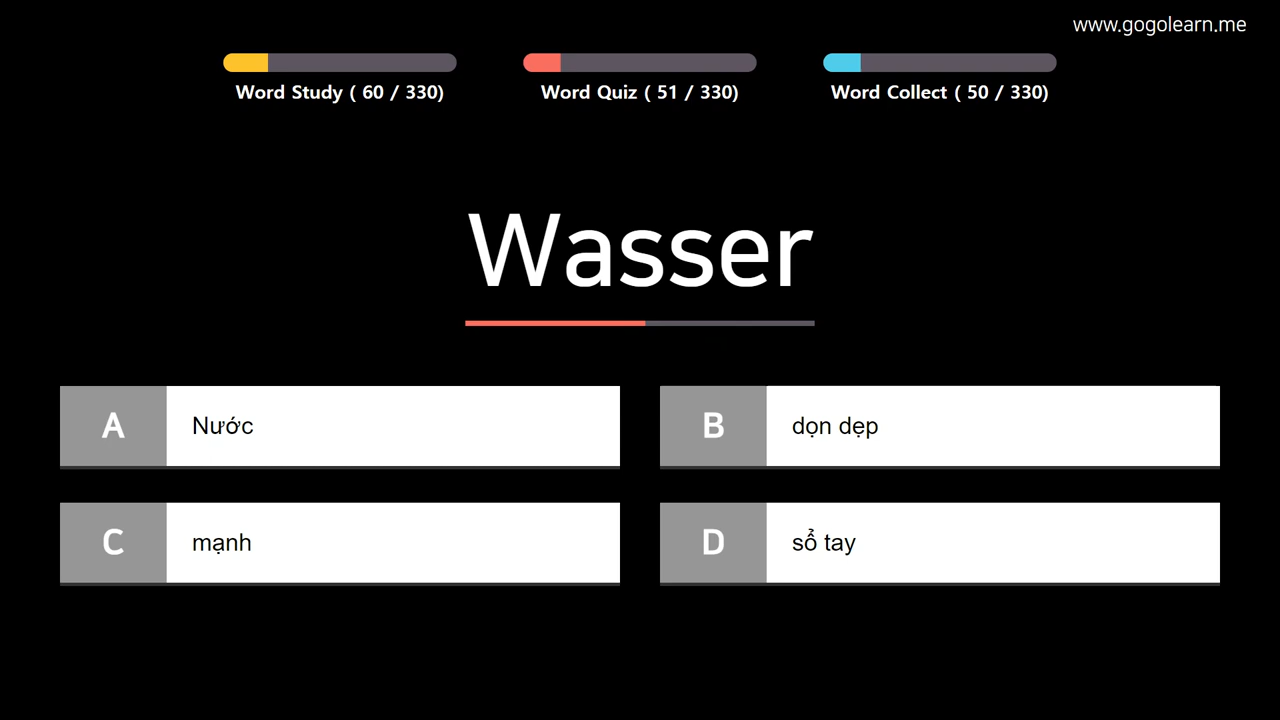 www.gogolearn.me
Word Study ( 60 / 330)
Word Quiz ( 51 / 330)
Word Collect ( 50 / 330)
Wasser
A Nước
B dọn dẹp
C mạnh
D sổ tay